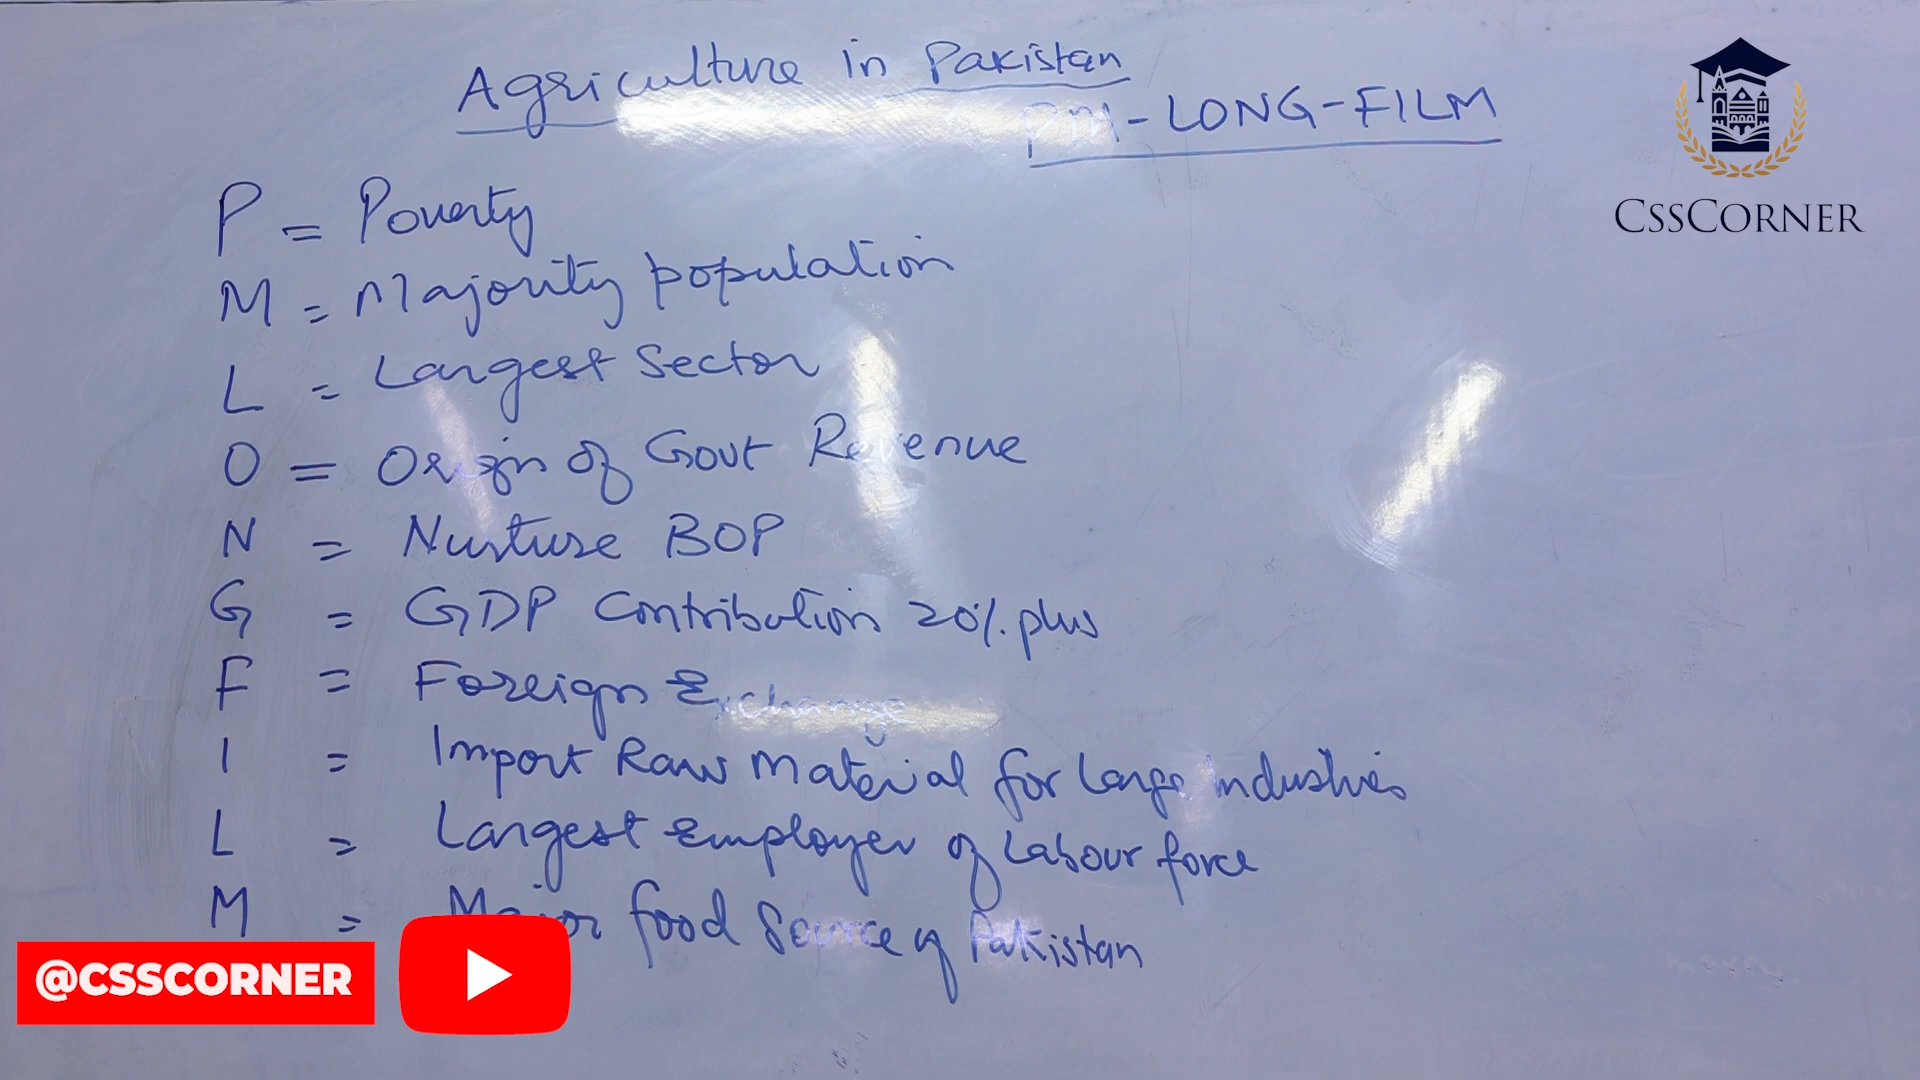 Agriculture in Pakistan
PM-LONG-FILM
CSSCORNER
P = Poverty
M = Majority population
L = Largest Sector
O = Origin of Govt Revenue
N = Nurture BOP
G = GDP Contribution 20% plus
F = Foreign Exchange
I = Import Raw Material for large Industries
L = Largest Employer of Labour force
M = Major food Source of Pakistan
@CSSCORNER